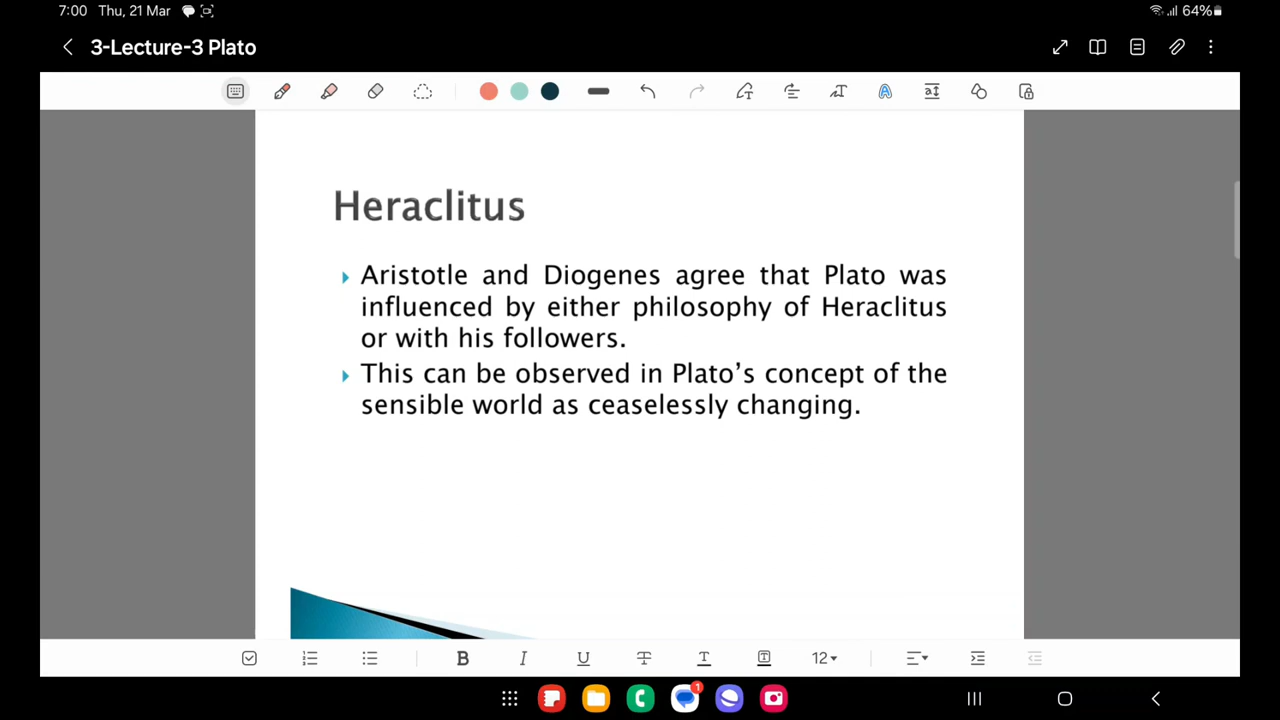 7:00 Thu, 21 Mar 64%
3-Lecture-3 Plato
Heraclitus
Aristotle and Diogenes agree that Plato was
influenced by either philosophy of Heraclitus
or with his followers.
This can be observed in Plato's concept of the
sensible world as ceaselessly changing.
B I U T T T 12
1